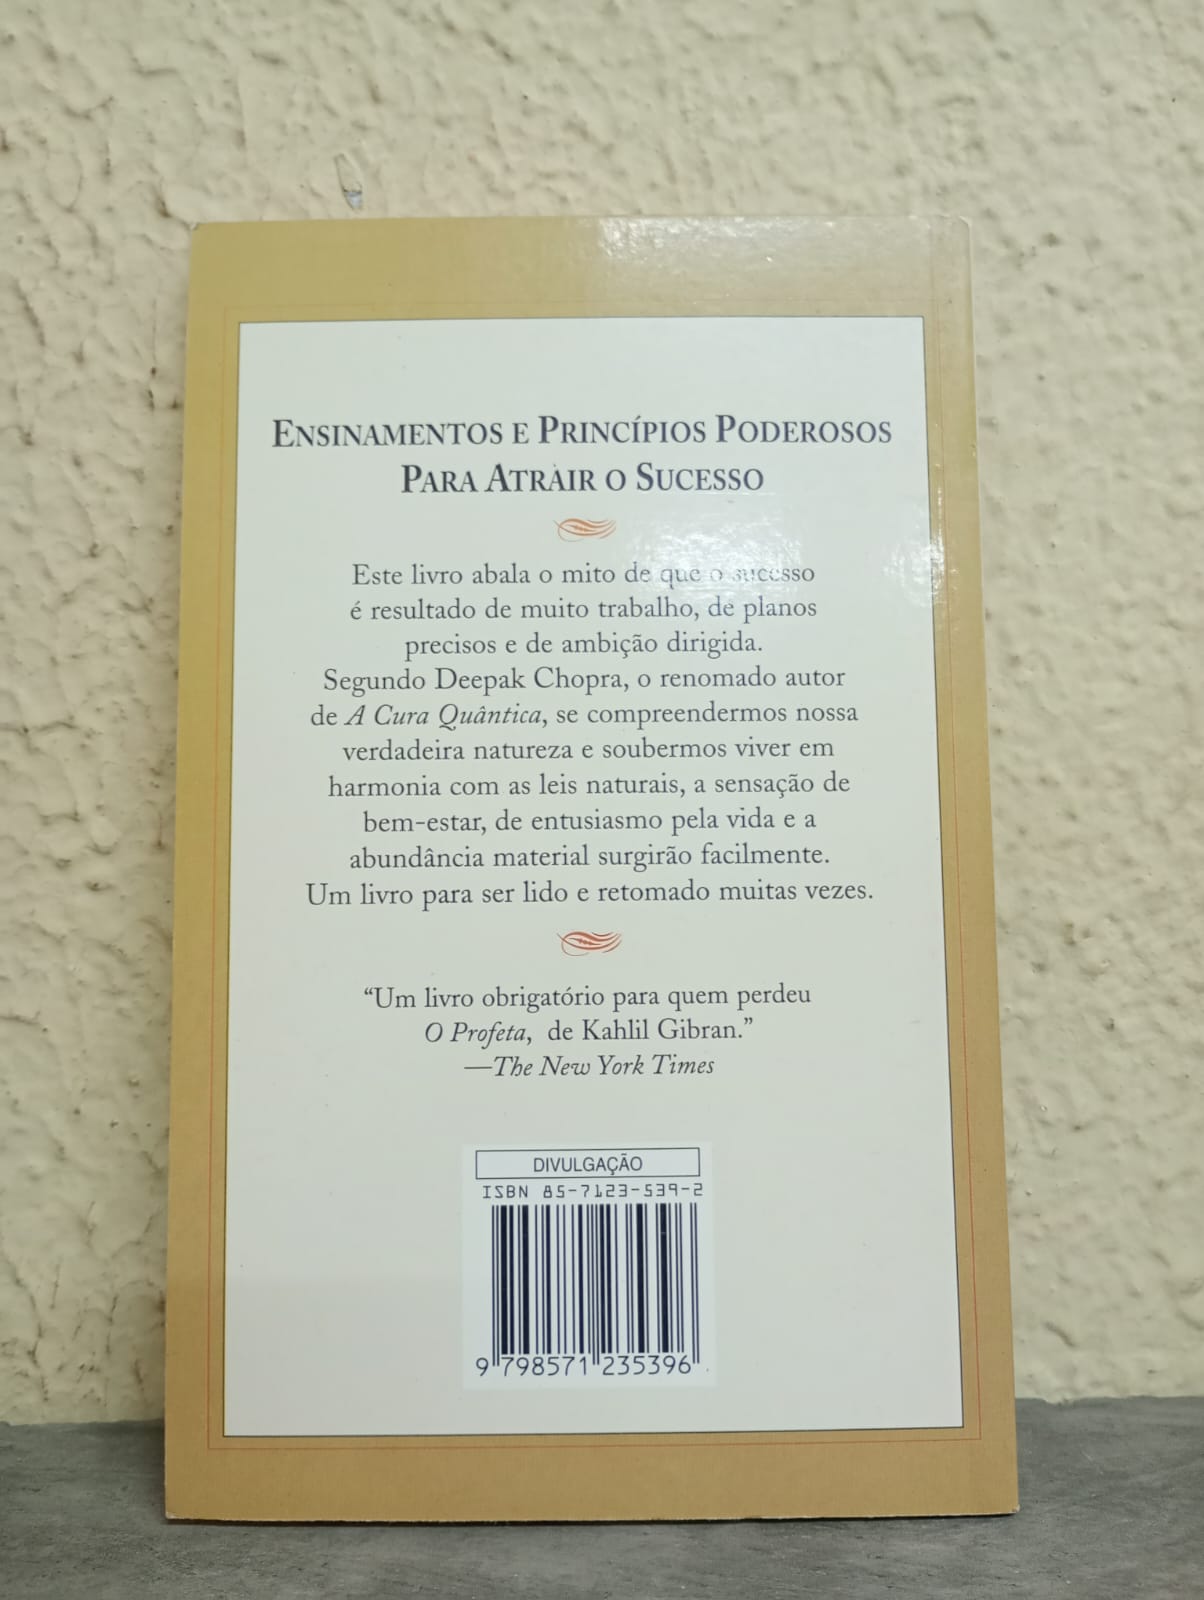 ENSINAMENTOS E PRINCÍPIOS PODEROSOS
PARA ATRAIR O SUCESSO
Este livro abala o mito de que o sucesso
é resultado de muito trabalho, de planos
precisos e de ambição dirigida.
Segundo Deepak Chopra, o renomado autor
de A Cura Quântica, se compreendermos nossa
verdadeira natureza e soubermos viver em
harmonia com as leis naturais, a sensação de
bem-estar, de entusiasmo pela vida e a
abundância material surgirão facilmente.
Um livro para ser lido e retomado muitas vezes.
“Um livro obrigatório para quem perdeu
O Profeta, de Kahlil Gibran.”
—The New York Times
DIVULGAÇÃO
ISBN 85-7123-539-2
9 798571 235396